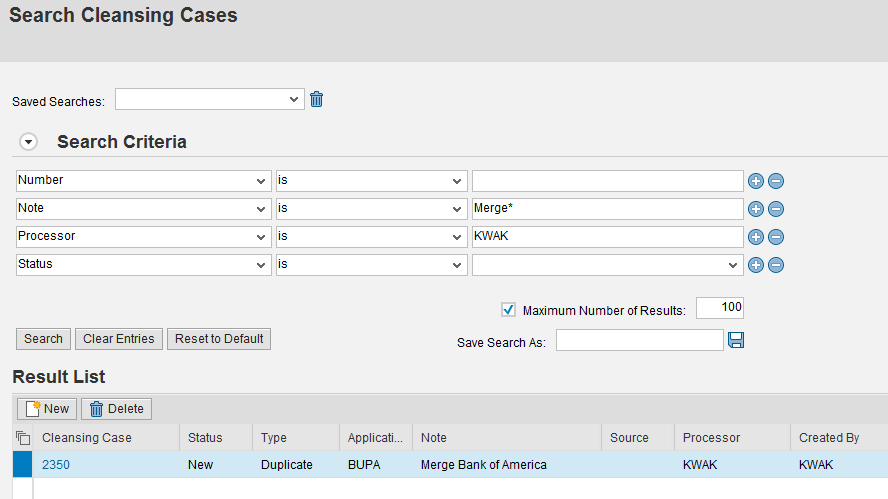 Search Cleansing Cases
Saved Searches:
Search Criteria
Number is
Note is Merge*
Processor is KWAK
Status is
Maximum Number of Results: 100
Search Clear Entries Reset to Default Save Search As:
Result List
New Delete
Cleansing Case Status Type Applicati... Note Source Processor Created By
2350 New Duplicate BUPA Merge Bank of America KWAK KWAK